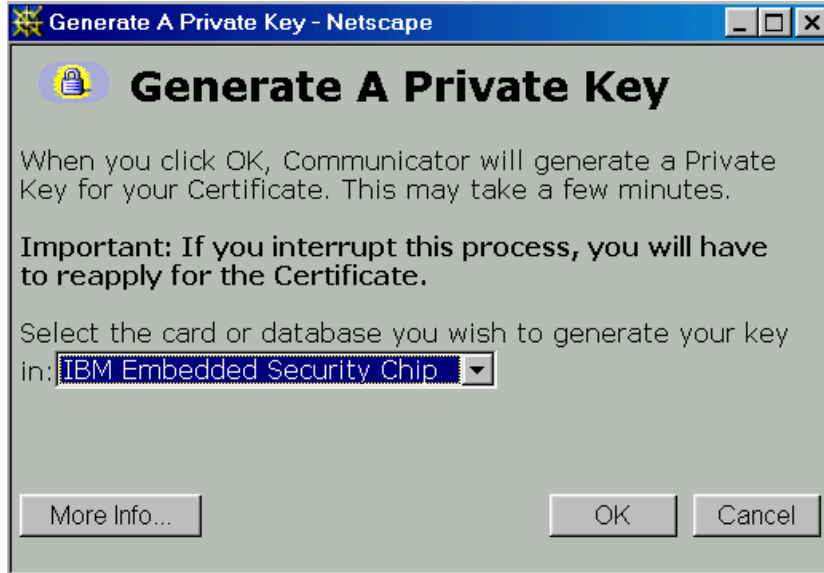 Generate A Private Key - Netscape
Generate A Private Key
When you click OK, Communicator will generate a Private
Key for your Certificate. This may take a few minutes.
Important: If you interrupt this process, you will have
to reapply for the Certificate.
Select the card or database you wish to generate your key
in: IBM Embedded Security Chip
More Info... OK Cancel